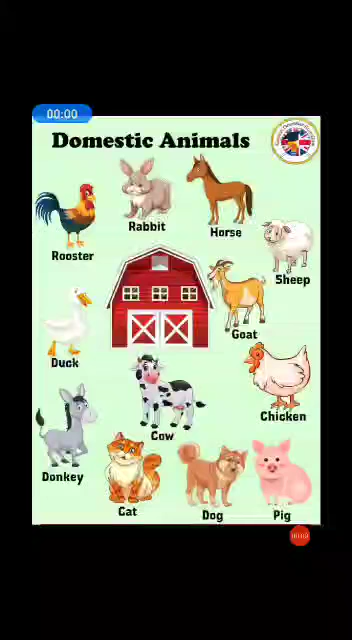 00:00
Domestic Animals
Rabbit
Horse
Rooster
Sheep
Goat
Duck
Chicken
Cow
Donkey
Cat
Dog
Pig